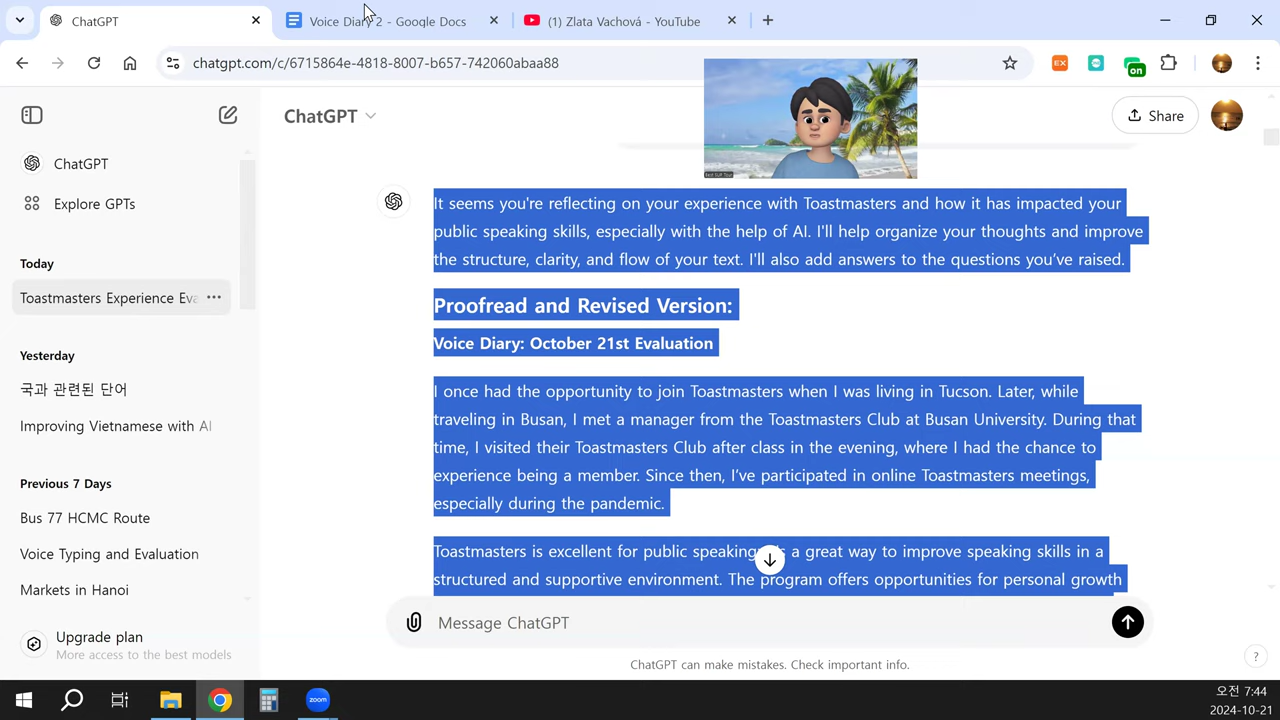 ChatGPT
Voice Diary 2 - Google Docs
(1) Zlata Vachová - YouTube
chatgpt.com/c/6715864e-4818-8007-b657-742060abaa88
EX
on
ChatGPT
Share
ChatGPT
Explore GPTs
Today
Toastmasters Experience Eva
Yesterday
국과 관련된 단어
Improving Vietnamese with AI
Previous 7 Days
Bus 77 HCMC Route
Voice Typing and Evaluation
Markets in Hanoi
Upgrade plan
More access to the best models
It seems you're reflecting on your experience with Toastmasters and how it has impacted your
public speaking skills, especially with the help of AI. I'll help organize your thoughts and improve
the structure, clarity, and flow of your text. I'll also add answers to the questions you've raised.
Proofread and Revised Version:
Voice Diary: October 21st Evaluation
I once had the opportunity to join Toastmasters when I was living in Tucson. Later, while
traveling in Busan, I met a manager from the Toastmasters Club at Busan University. During that
time, I visited their Toastmasters Club after class in the evening, where I had the chance to
experience being a member. Since then, I've participated in online Toastmasters meetings,
especially during the pandemic.
Toastmasters is excellent for public speaking a great way to improve speaking skills in a
structured and supportive environment. The program offers opportunities for personal growth
Message ChatGPT
ChatGPT can make mistakes. Check important info.
?
zoom
오전 7:44
2024-10-21